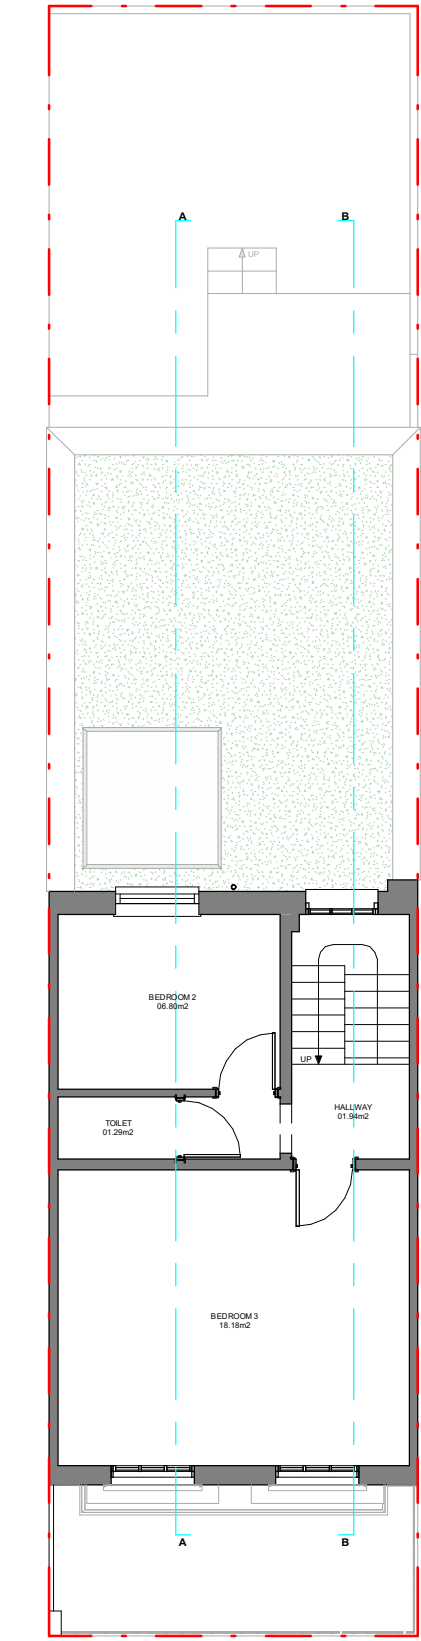 A B
UP
BEDROOM 2
06.80m2
UP
TOILET
01.29m2
HALLWAY
01.94m2
BEDROOM 3
18.18m2
A B